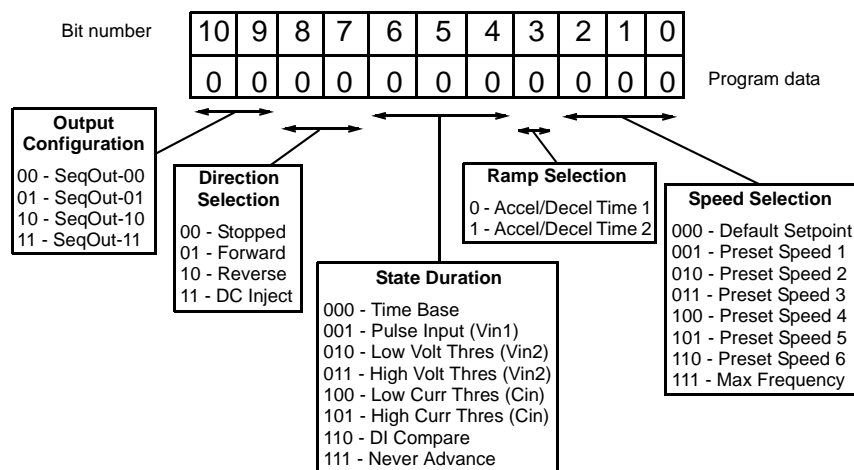 Bit number
10 9 8 7 6 5 4 3 2 1 0
0 0 0 0 0 0 0 0 0 0 0
Program data
Output
Configuration
00 - SeqOut-00
01 - SeqOut-01
10 - SeqOut-10
11 - SeqOut-11
Direction
Selection
00 - Stopped
01 - Forward
10 - Reverse
11 - DC Inject
State Duration
000 - Time Base
001 - Pulse Input (Vin1)
010 - Low Volt Thres (Vin2)
011 - High Volt Thres (Vin2)
100 - Low Curr Thres (Cin)
101 - High Curr Thres (Cin)
110 - DI Compare
111 - Never Advance
Ramp Selection
0 - Accel/Decel Time 1
1 - Accel/Decel Time 2
Speed Selection
000 - Default Setpoint
001 - Preset Speed 1
010 - Preset Speed 2
011 - Preset Speed 3
100 - Preset Speed 4
101 - Preset Speed 5
110 - Preset Speed 6
111 - Max Frequency